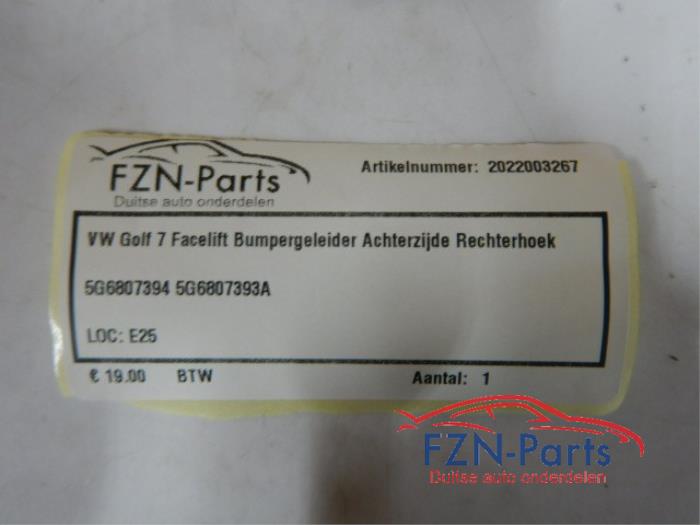 FZN-Parts
Duitse auto onderdelen
Artikelnummer: 2022003267
VW Golf 7 Facelift Bumpergeleider Achterzijde Rechterhoek
5G6807394 5G6807393A
LOC: E25
€ 19.00 BTW Aantal: 1
FZN-Parts
Duitse auto onderdelen